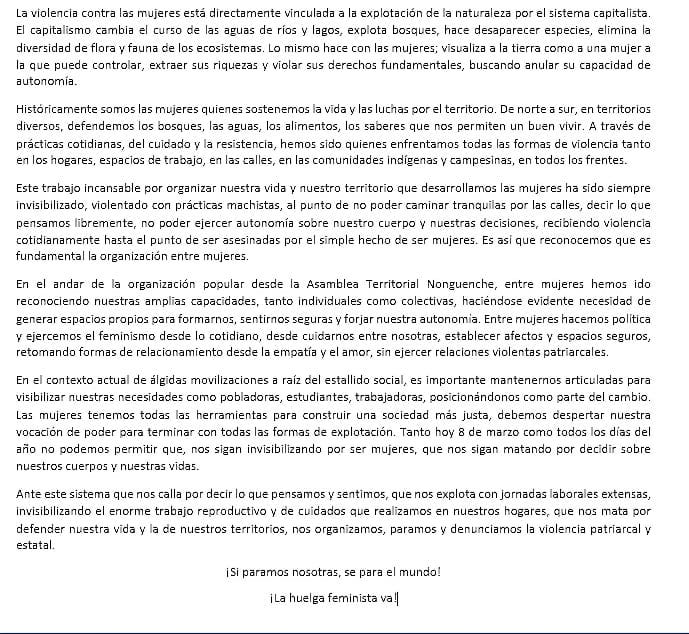 La violencia contra las mujeres está directamente vinculada a la explotación de la naturaleza por el sistema capitalista.
El capitalismo cambia el curso de las aguas de ríos y lagos, explota bosques, hace desaparecer especies, elimina la
diversidad de flora y fauna de los ecosistemas. Lo mismo hace con las mujeres; visualiza a la tierra como a una mujer a
la que puede controlar, extraer sus riquezas y violar sus derechos fundamentales, buscando anular su capacidad de
autonomía.
Históricamente somos las mujeres quienes sostenemos la vida y las luchas por el territorio. De norte a sur, en territorios
diversos, defendemos los bosques, las aguas, los alimentos, los saberes que nos permiten un buen vivir. A través de
prácticas cotidianas, del cuidado y la resistencia, hemos sido quienes enfrentamos todas las formas de violencia tanto
en los hogares, espacios de trabajo, en las calles, en las comunidades indígenas y campesinas, en todos los frentes.
Este trabajo incansable por organizar nuestra vida y nuestro territorio que desarrollamos las mujeres ha sido siempre
invisibilizado, violentado con prácticas machistas, al punto de no poder caminar tranquilas por las calles, decir lo que
pensamos libremente, no poder ejercer autonomía sobre nuestro cuerpo y nuestras decisiones, recibiendo violencia
cotidianamente hasta el punto de ser asesinadas por el simple hecho de ser mujeres. Es así que reconocemos que es
fundamental la organización entre mujeres.
En el andar de la organización popular desde la Asamblea Territorial Nonguenche, entre mujeres hemos ido
reconociendo nuestras amplias capacidades, tanto individuales como colectivas, haciéndose evidente necesidad de
generar espacios propios para formarnos, sentirnos seguras y forjar nuestra autonomía. Entre mujeres hacemos política
y ejercemos el feminismo desde lo cotidiano, desde cuidarnos entre nosotras, establecer afectos y espacios seguros,
retomando formas de relacionamiento desde la empatía y el amor, sin ejercer relaciones violentas patriarcales.
En el contexto actual de álgidas movilizaciones a raíz del estallido social, es importante mantenernos articuladas para
visibilizar nuestras necesidades como pobladoras, estudiantes, trabajadoras, posicionándonos como parte del cambio.
Las mujeres tenemos todas las herramientas para construir una sociedad más justa, debemos despertar nuestra
vocación de poder para terminar con todas las formas de explotación. Tanto hoy 8 de marzo como todos los días del
año no podemos permitir que, nos sigan invisibilizando por ser mujeres, que nos sigan matando por decidir sobre
nuestros cuerpos y nuestras vidas.
Ante este sistema que nos calla por decir lo que pensamos y sentimos, que nos explota con jornadas laborales extensas,
invisibilizando el enorme trabajo reproductivo y de cuidados que realizamos en nuestros hogares, que nos mata por
defender nuestra vida y la de nuestros territorios, nos organizamos, paramos y denunciamos la violencia patriarcal y
estatal.
¡Si paramos nosotras, se para el mundo!
¡La huelga feminista va!